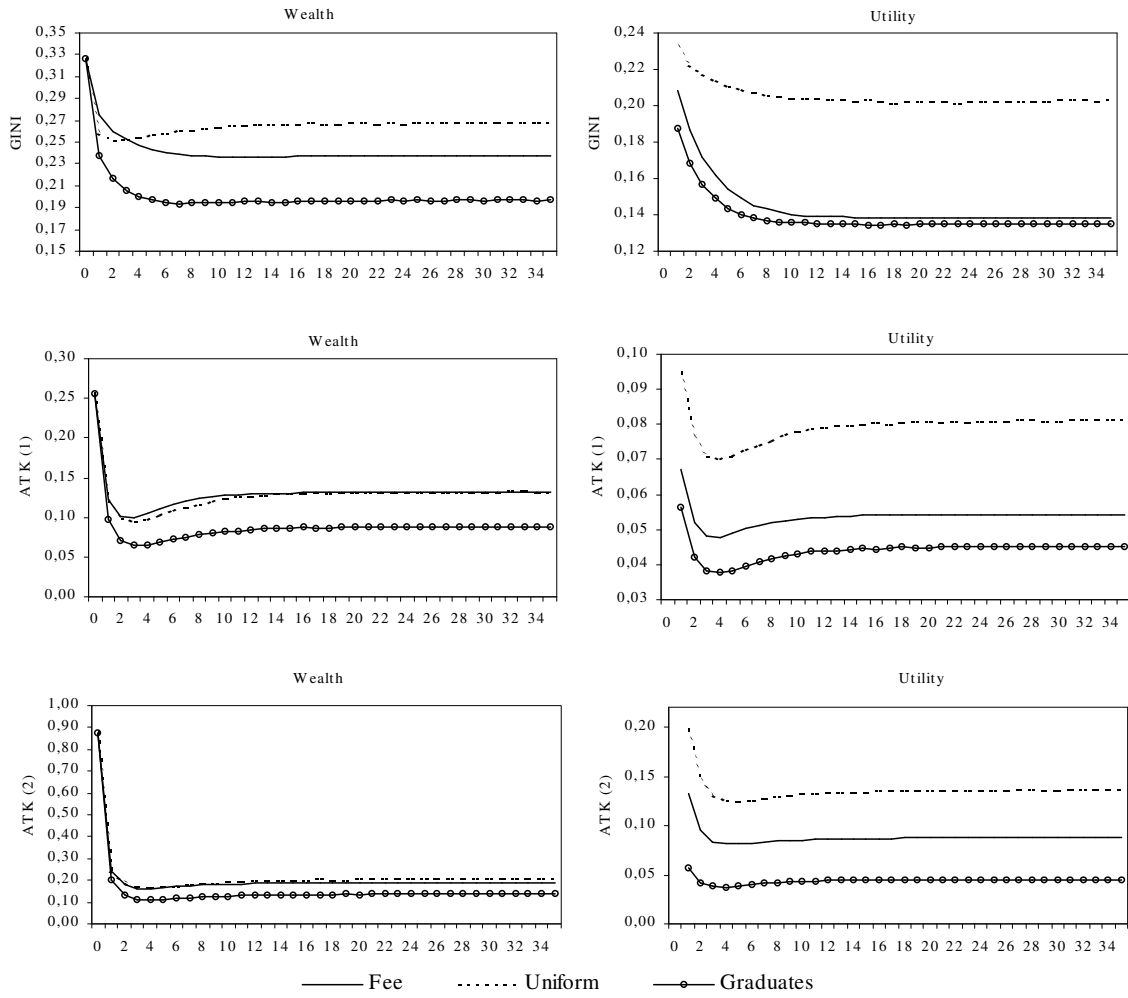 Wealth
GINI
0,35
0,33
0,31
0,29
0,27
0,25
0,23
0,21
0,19
0,17
0,15
0 2 4 6 8 10 12 14 16 18 20 22 24 26 28 30 32 34
Utility
GINI
0,24
0,22
0,20
0,18
0,16
0,14
0,12
0 2 4 6 8 10 12 14 16 18 20 22 24 26 28 30 32 34
Wealth
ATK (1)
0,30
0,25
0,20
0,15
0,10
0,05
0,00
0 2 4 6 8 10 12 14 16 18 20 22 24 26 28 30 32 34
Utility
ATK (1)
0,10
0,09
0,08
0,07
0,06
0,05
0,04
0,03
0 2 4 6 8 10 12 14 16 18 20 22 24 26 28 30 32 34
Wealth
ATK (2)
1,00
0,90
0,80
0,70
0,60
0,50
0,40
0,30
0,20
0,10
0,00
0 2 4 6 8 10 12 14 16 18 20 22 24 26 28 30 32 34
Utility
ATK (2)
0,20
0,15
0,10
0,05
0,00
0 2 4 6 8 10 12 14 16 18 20 22 24 26 28 30 32 34
Fee Uniform Graduates